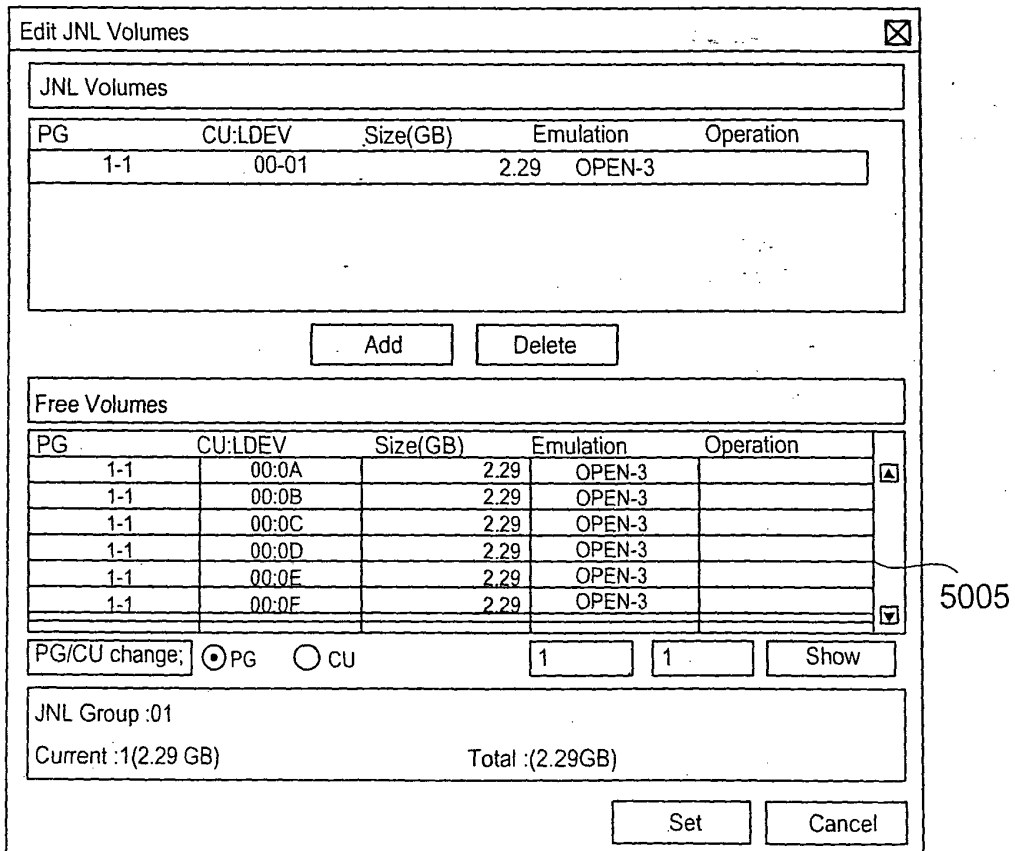 Edit JNL Volumes
JNL Volumes
PG CU:LDEV Size(GB) Emulation Operation
1-1 00-01 2.29 OPEN-3
Add Delete
Free Volumes
PG CU:LDEV Size(GB) Emulation Operation
1-1 00:0A 2.29 OPEN-3
1-1 00:0B 2.29 OPEN-3
1-1 00:0C 2.29 OPEN-3
1-1 00:0D 2.29 OPEN-3
1-1 00:0E 2.29 OPEN-3
1-1 00:0F 2.29 OPEN-3
5005
PG/CU change; PG CU 1 1 Show
JNL Group :01
Current :1(2.29 GB) Total :(2.29GB)
Set Cancel